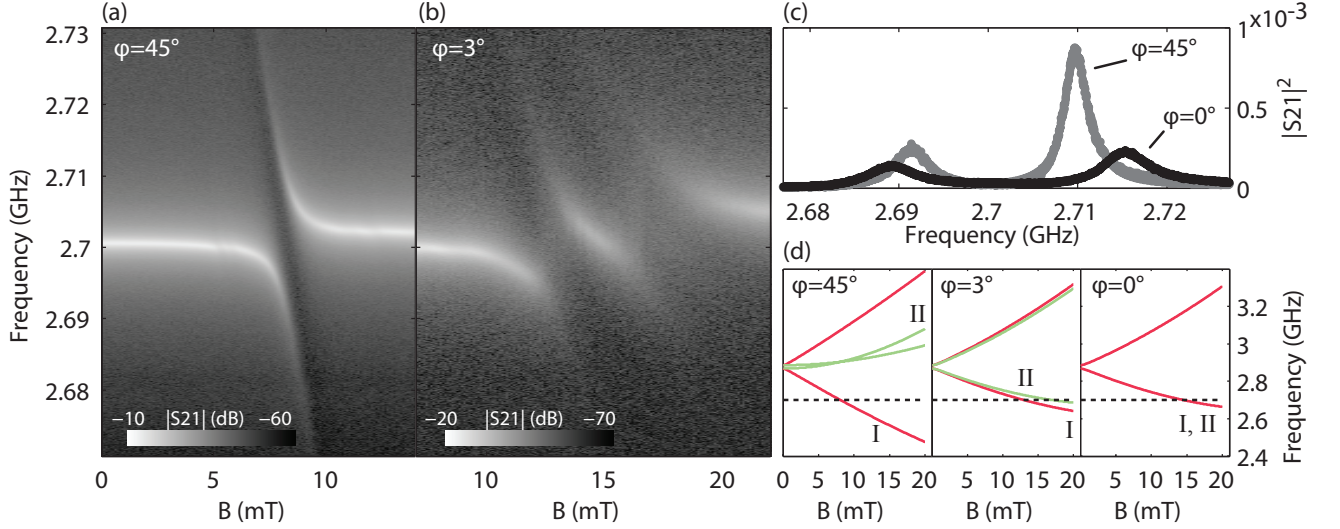 (a)
φ=45°
2.73
2.72
2.71
2.7
2.69
2.68
Frequency (GHz)
−10 |S21| (dB) −60
0 5 10
B (mT)
(b)
φ=3°
−20 |S21| (dB) −70
10 15 20
B (mT)
(c)
1x10⁻³
0.5
0
|S21|²
φ=45°
φ=0°
2.68 2.69 2.7 2.71 2.72
Frequency (GHz)
(d)
φ=45° φ=3° φ=0°
II
I
II
I
I, II
3.2
3
2.8
2.6
2.4
Frequency (GHz)
0 5 10 15 20 0 5 10 15 20 0 5 10 15 20
B (mT) B (mT) B (mT)